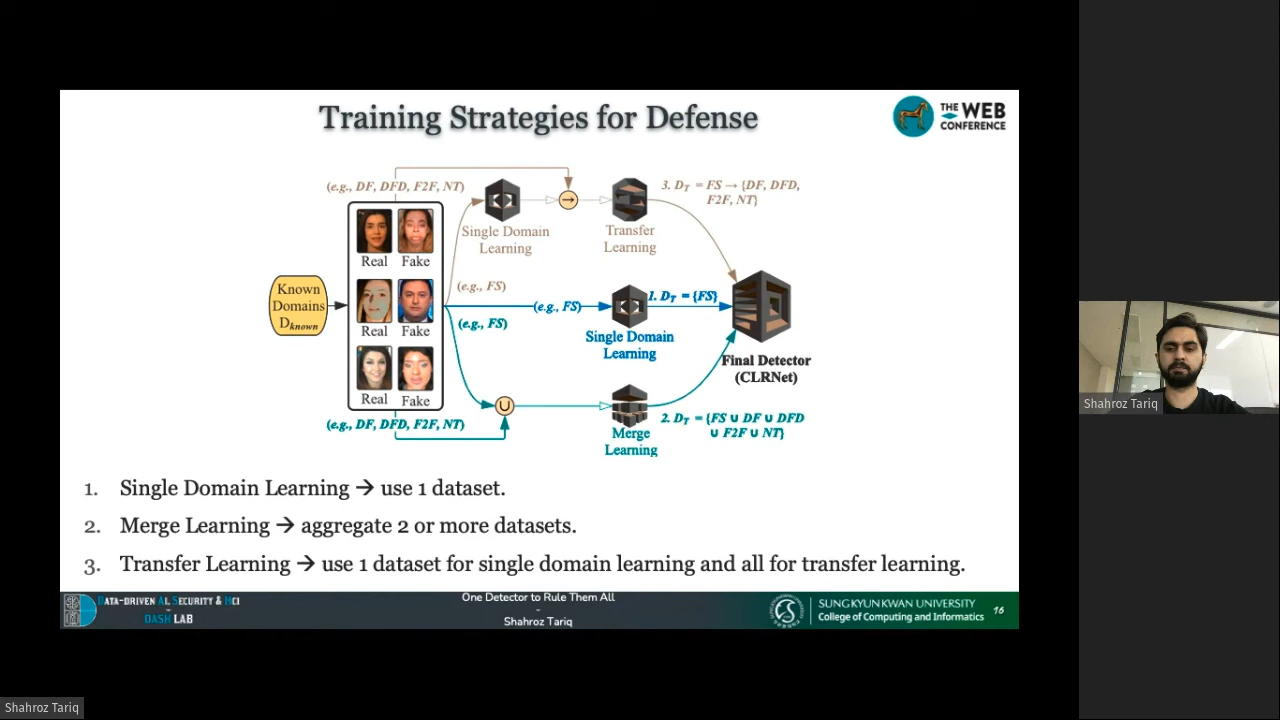 Training Strategies for Defense
THE WEB
CONFERENCE
(e.g., DF, DFD, F2F, NT)
3. D_T = FS → {DF, DFD,
F2F, NT}
Single Domain
Learning
Transfer
Learning
Real Fake
Known
Domains
D_known
(e.g., FS)
(e.g., FS)
1. D_T = {FS}
Real Fake
(e.g., FS)
Single Domain
Learning
Final Detector
(CLRNet)
Real Fake
(e.g., DF, DFD, F2F, NT)
∪
Merge
Learning
2. D_T = {FS ∪ DF ∪ DFD
∪ F2F ∪ NT}
1. Single Domain Learning → use 1 dataset.
2. Merge Learning → aggregate 2 or more datasets.
3. Transfer Learning → use 1 dataset for single domain learning and all for transfer learning.
DATA-DRIVEN AI SECURITY & HCI
DASH LAB
One Detector to Rule Them All
-
Shahroz Tariq
SUNGKYUNKWAN UNIVERSITY
College of Computing and Informatics
16
Shahroz Tariq
Shahroz Tariq